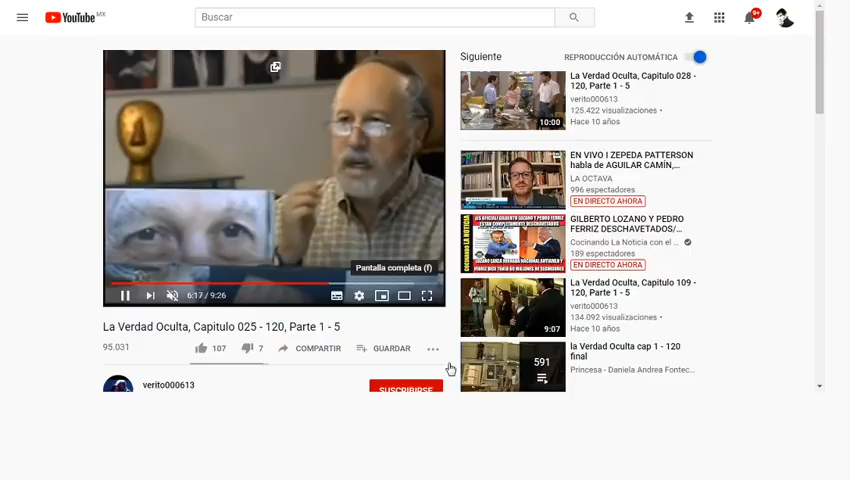 YouTube MX
Buscar
9+
Pantalla completa (f)
6:17 / 9:26
La Verdad Oculta, Capitulo 025 - 120, Parte 1 - 5
95.031
107
7
COMPARTIR
GUARDAR
verito000613
SUSCRIBIRSE
Siguiente
REPRODUCCIÓN AUTOMÁTICA
10:00
La Verdad Oculta, Capitulo 028 -
120, Parte 1 - 5
verito000613
125.422 visualizaciones •
Hace 10 años
EN VIVO I ZEPEDA PATTERSON
habla de AGUILAR CAMÍN,...
LA OCTAVA
996 espectadores
EN DIRECTO AHORA
GILBERTO LOZANO Y PEDRO
FERRIZ DESCHAVETADOS/...
Cocinando La Noticia con el ...
189 espectadores
EN DIRECTO AHORA
9:07
La Verdad Oculta, Capitulo 109 -
120, Parte 1 - 5
verito000613
134.092 visualizaciones •
Hace 10 años
591
la Verdad Oculta cap 1 - 120
final
Princesa - Daniela Andrea Fontec...